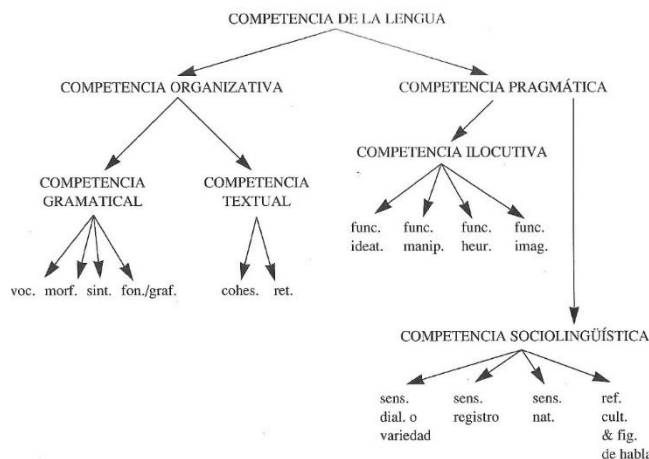 COMPETENCIA DE LA LENGUA
COMPETENCIA ORGANIZATIVA
COMPETENCIA PRAGMÁTICA
COMPETENCIA
GRAMATICAL
COMPETENCIA
TEXTUAL
COMPETENCIA ILOCUTIVA
voc. morf. sint. fon./graf.
cohes. ret.
func.
ideat.
func.
manip.
func.
heur.
func.
imag.
COMPETENCIA SOCIOLINGÜÍSTICA
sens.
dial. o
variedad
sens.
registro
sens.
nat.
ref.
cult.
& fig.
de habla